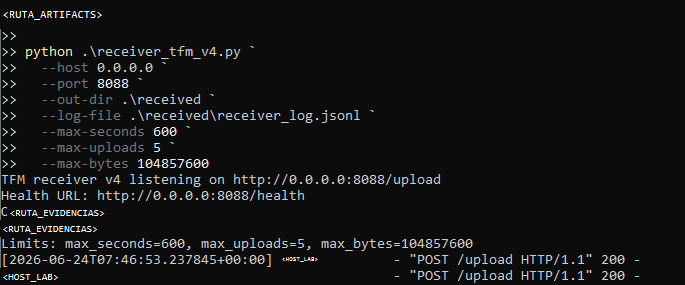 <RUTA_ARTIFACTS>
>>
>> python .\receiver_tfm_v4.py `
>>   --host 0.0.0.0 `
>>   --port 8088 `
>>   --out-dir .\received `
>>   --log-file .\received\receiver_log.jsonl `
>>   --max-seconds 600 `
>>   --max-uploads 5 `
>>   --max-bytes 104857600
TFM receiver v4 listening on http://0.0.0.0:8088/upload
Health URL: http://0.0.0.0:8088/health
C<RUTA_EVIDENCIAS>
<RUTA_EVIDENCIAS>
Limits: max_seconds=600, max_uploads=5, max_bytes=104857600
[2026-06-24T07:46:53.237845+00:00] <HOST_LAB> - "POST /upload HTTP/1.1" 200 -
<HOST_LAB> - "POST /upload HTTP/1.1" 200 -